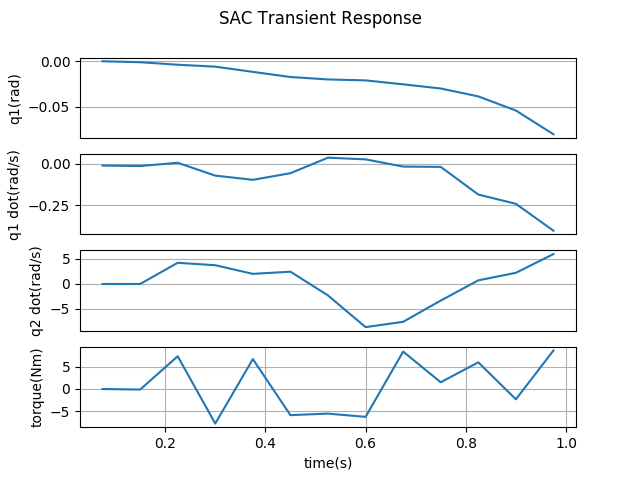 SAC Transient Response
0.00
−0.05
q1(rad)
0.00
−0.25
q1 dot(rad/s)
5
0
−5
q2 dot(rad/s)
5
0
−5
torque(Nm)
0.2 0.4 0.6 0.8 1.0
time(s)